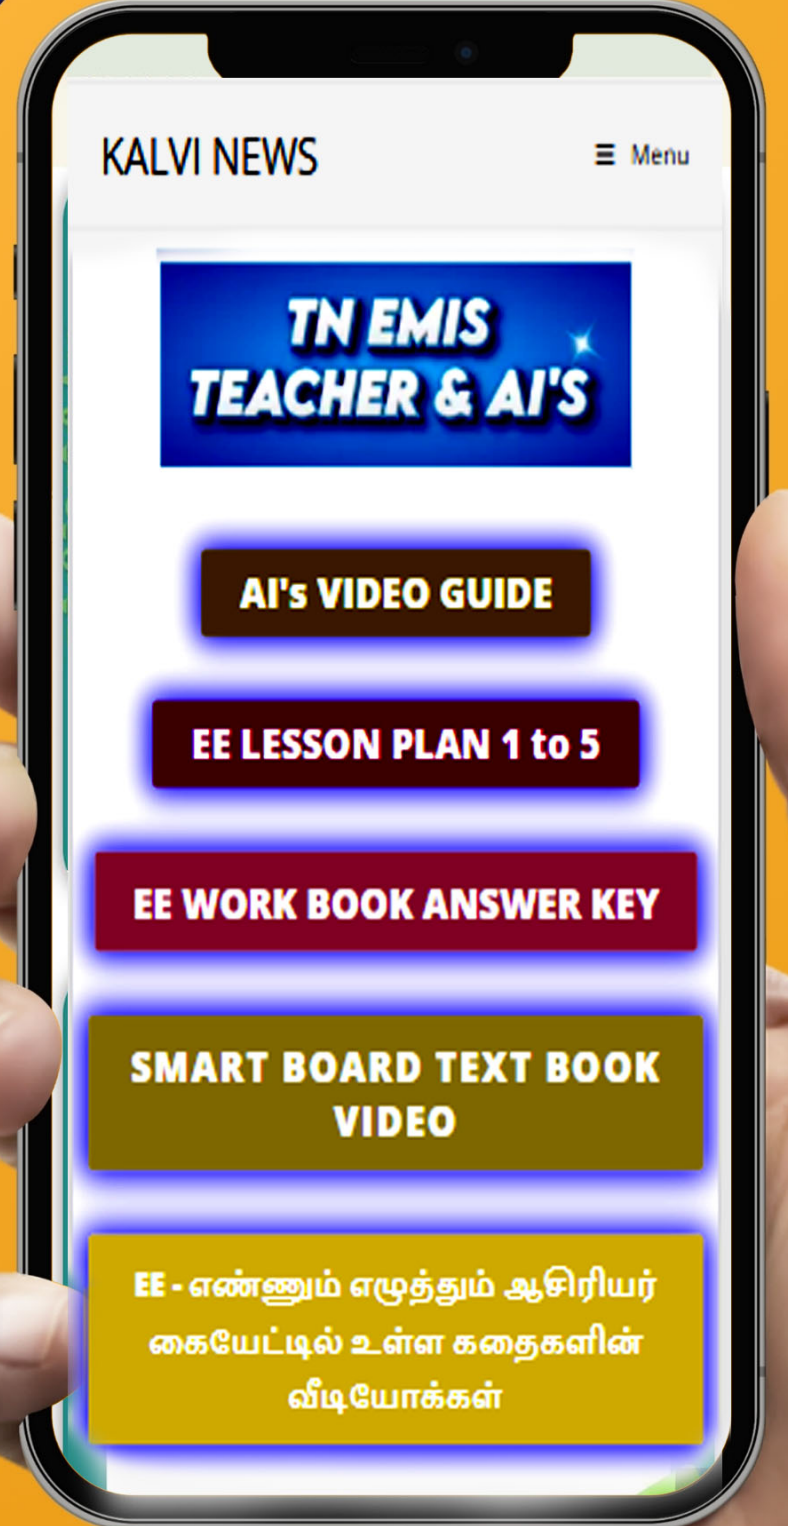 KALVI NEWS
☰ Menu
TN EMIS
TEACHER & AI'S
AI's VIDEO GUIDE
EE LESSON PLAN 1 to 5
EE WORK BOOK ANSWER KEY
SMART BOARD TEXT BOOK
VIDEO
EE - எண்ணும் எழுத்தும் ஆசிரியர்
கையேட்டில் உள்ள கதைகளின்
வீடியோக்கள்